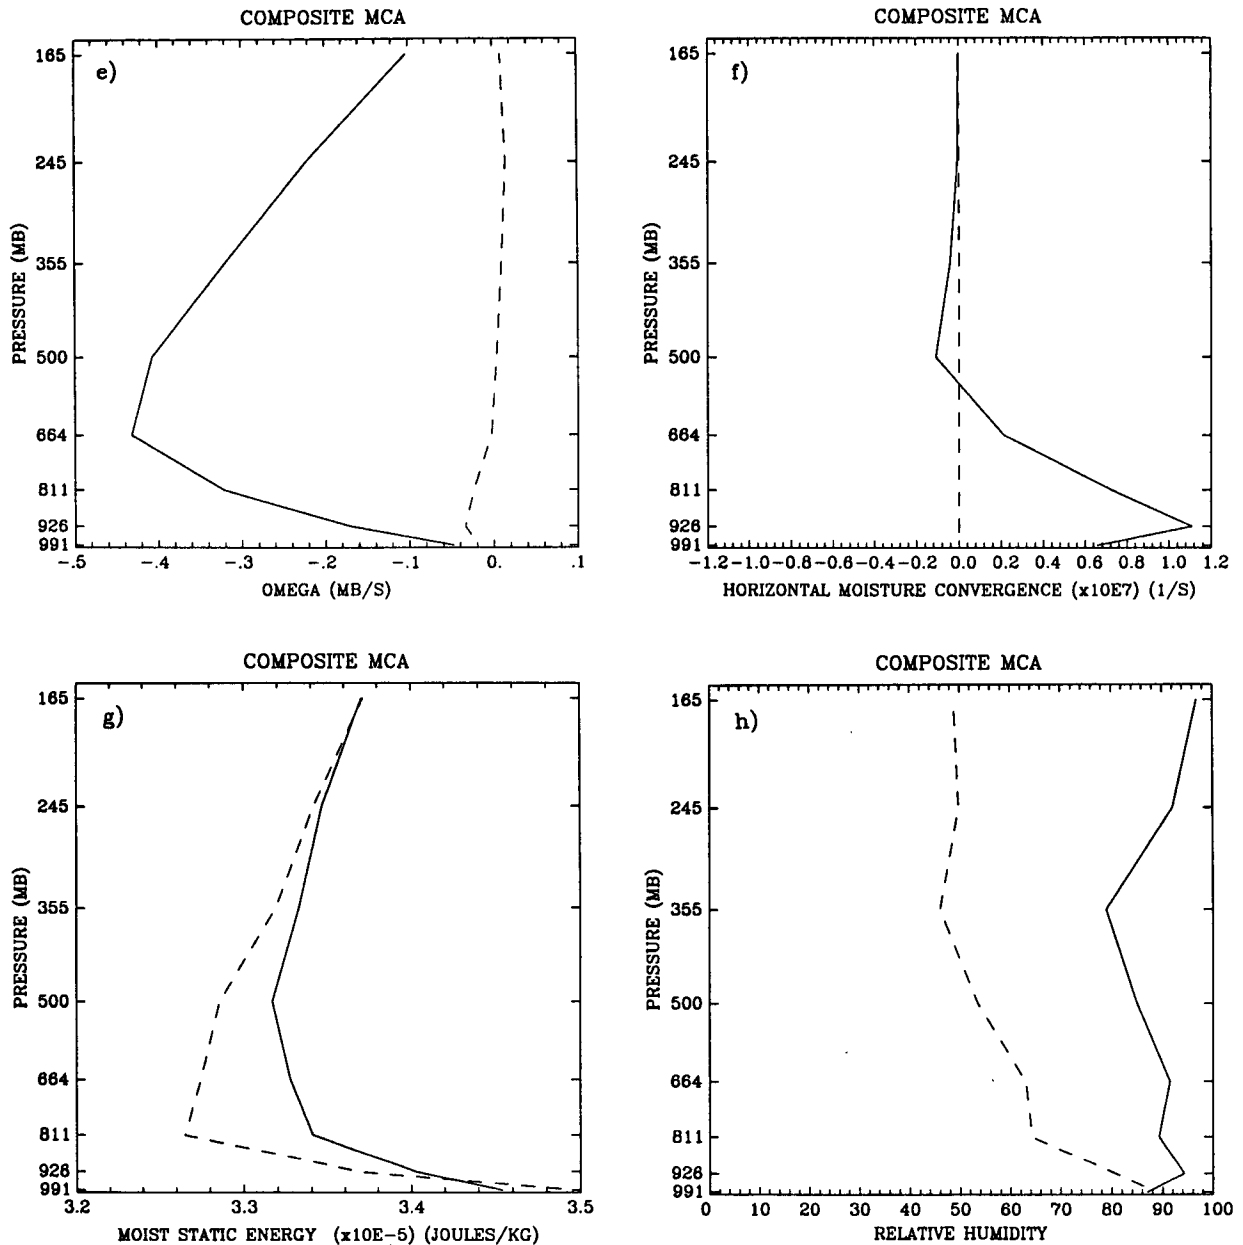 COMPOSITE MCA
e)
165
245
355
500
664
811
926
991
PRESSURE (MB)
-.5 -.4 -.3 -.2 -.1 0. .1
OMEGA (MB/S)
COMPOSITE MCA
f)
165
245
355
500
664
811
926
991
PRESSURE (MB)
-1.2 -1.0 -0.8 -0.6 -0.4 -0.2 0.0 0.2 0.4 0.6 0.8 1.0 1.2
HORIZONTAL MOISTURE CONVERGENCE (x10E7) (1/S)
COMPOSITE MCA
g)
165
245
355
500
664
811
926
991
PRESSURE (MB)
3.2 3.3 3.4 3.5
MOIST STATIC ENERGY (x10E-5) (JOULES/KG)
COMPOSITE MCA
h)
165
245
355
500
664
811
926
991
PRESSURE (MB)
0 10 20 30 40 50 60 70 80 90 100
RELATIVE HUMIDITY